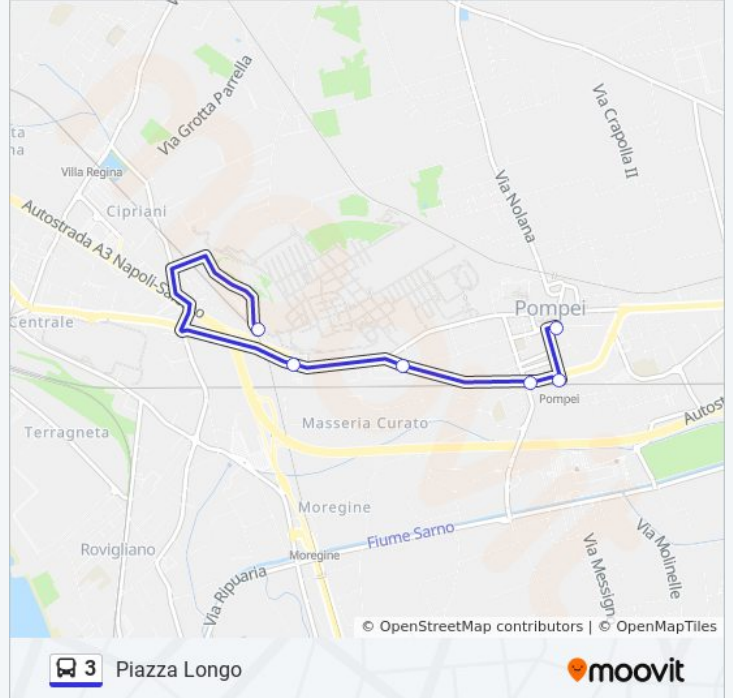 Via Grotta Parrella
Via Crapolla II
Villa Regina
Via Nolana
Cipriani
Autostrada A3 Napoli-Sa
no
Pompei
Centrale
Pompei
Masseria Curato
Autost
Terragneta
Moregine
Fiume Sarno
Rovigliano
Moregine
Via Ripuaria
Via Messign
Via Molinelle
© OpenStreetMap contributors | © OpenMapTiles
3 Piazza Longo
moovit